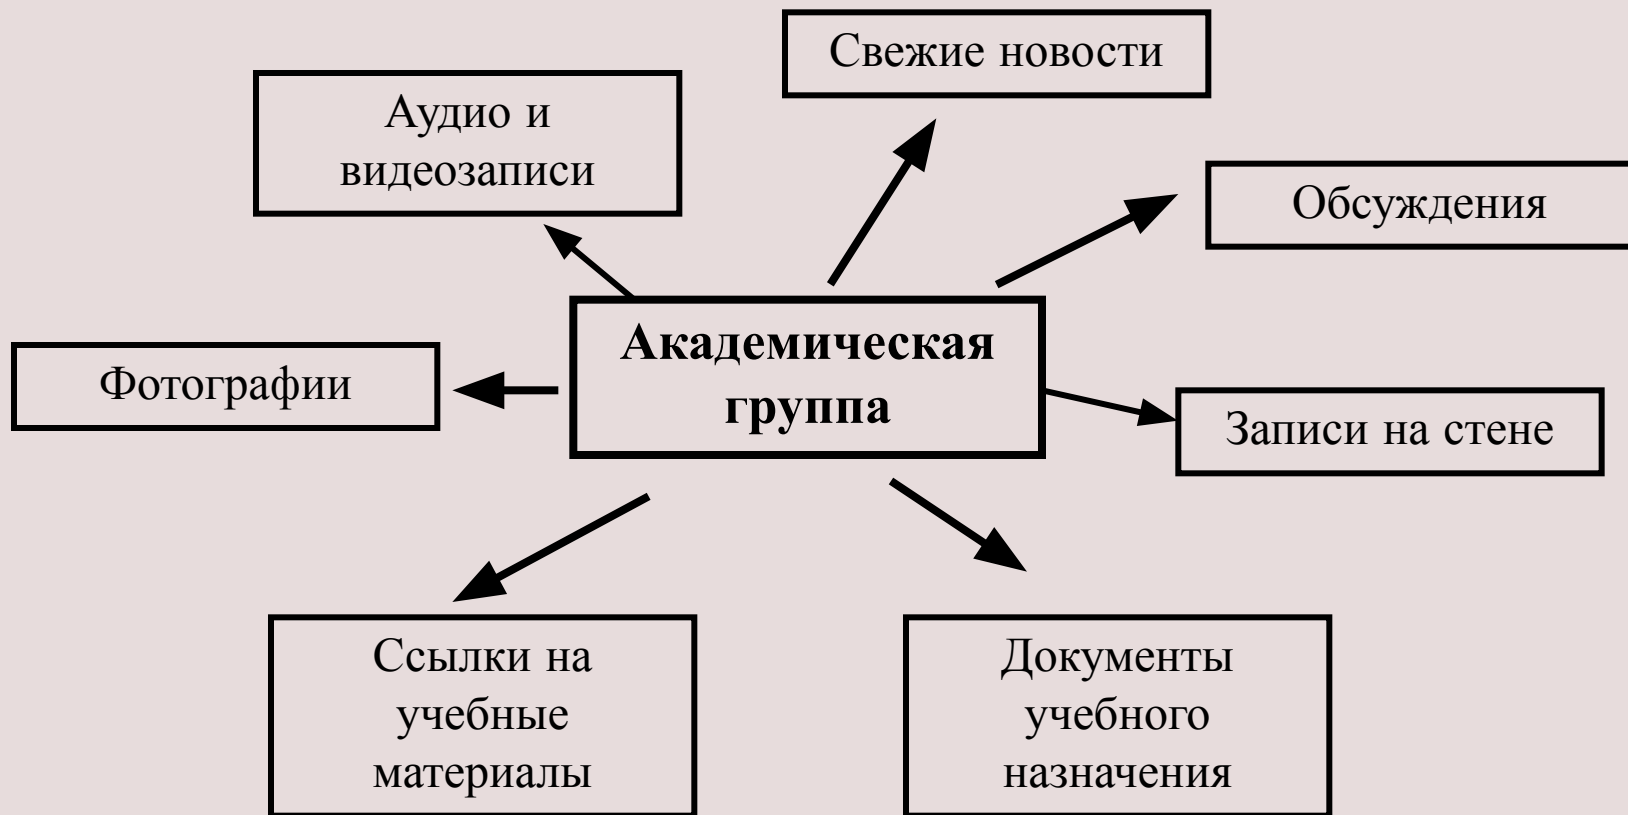 Свежие новости
Аудио и
видеозаписи
Обсуждения
Академическая
группа
Фотографии
Записи на стене
Ссылки на
учебные
материалы
Документы
учебного
назначения